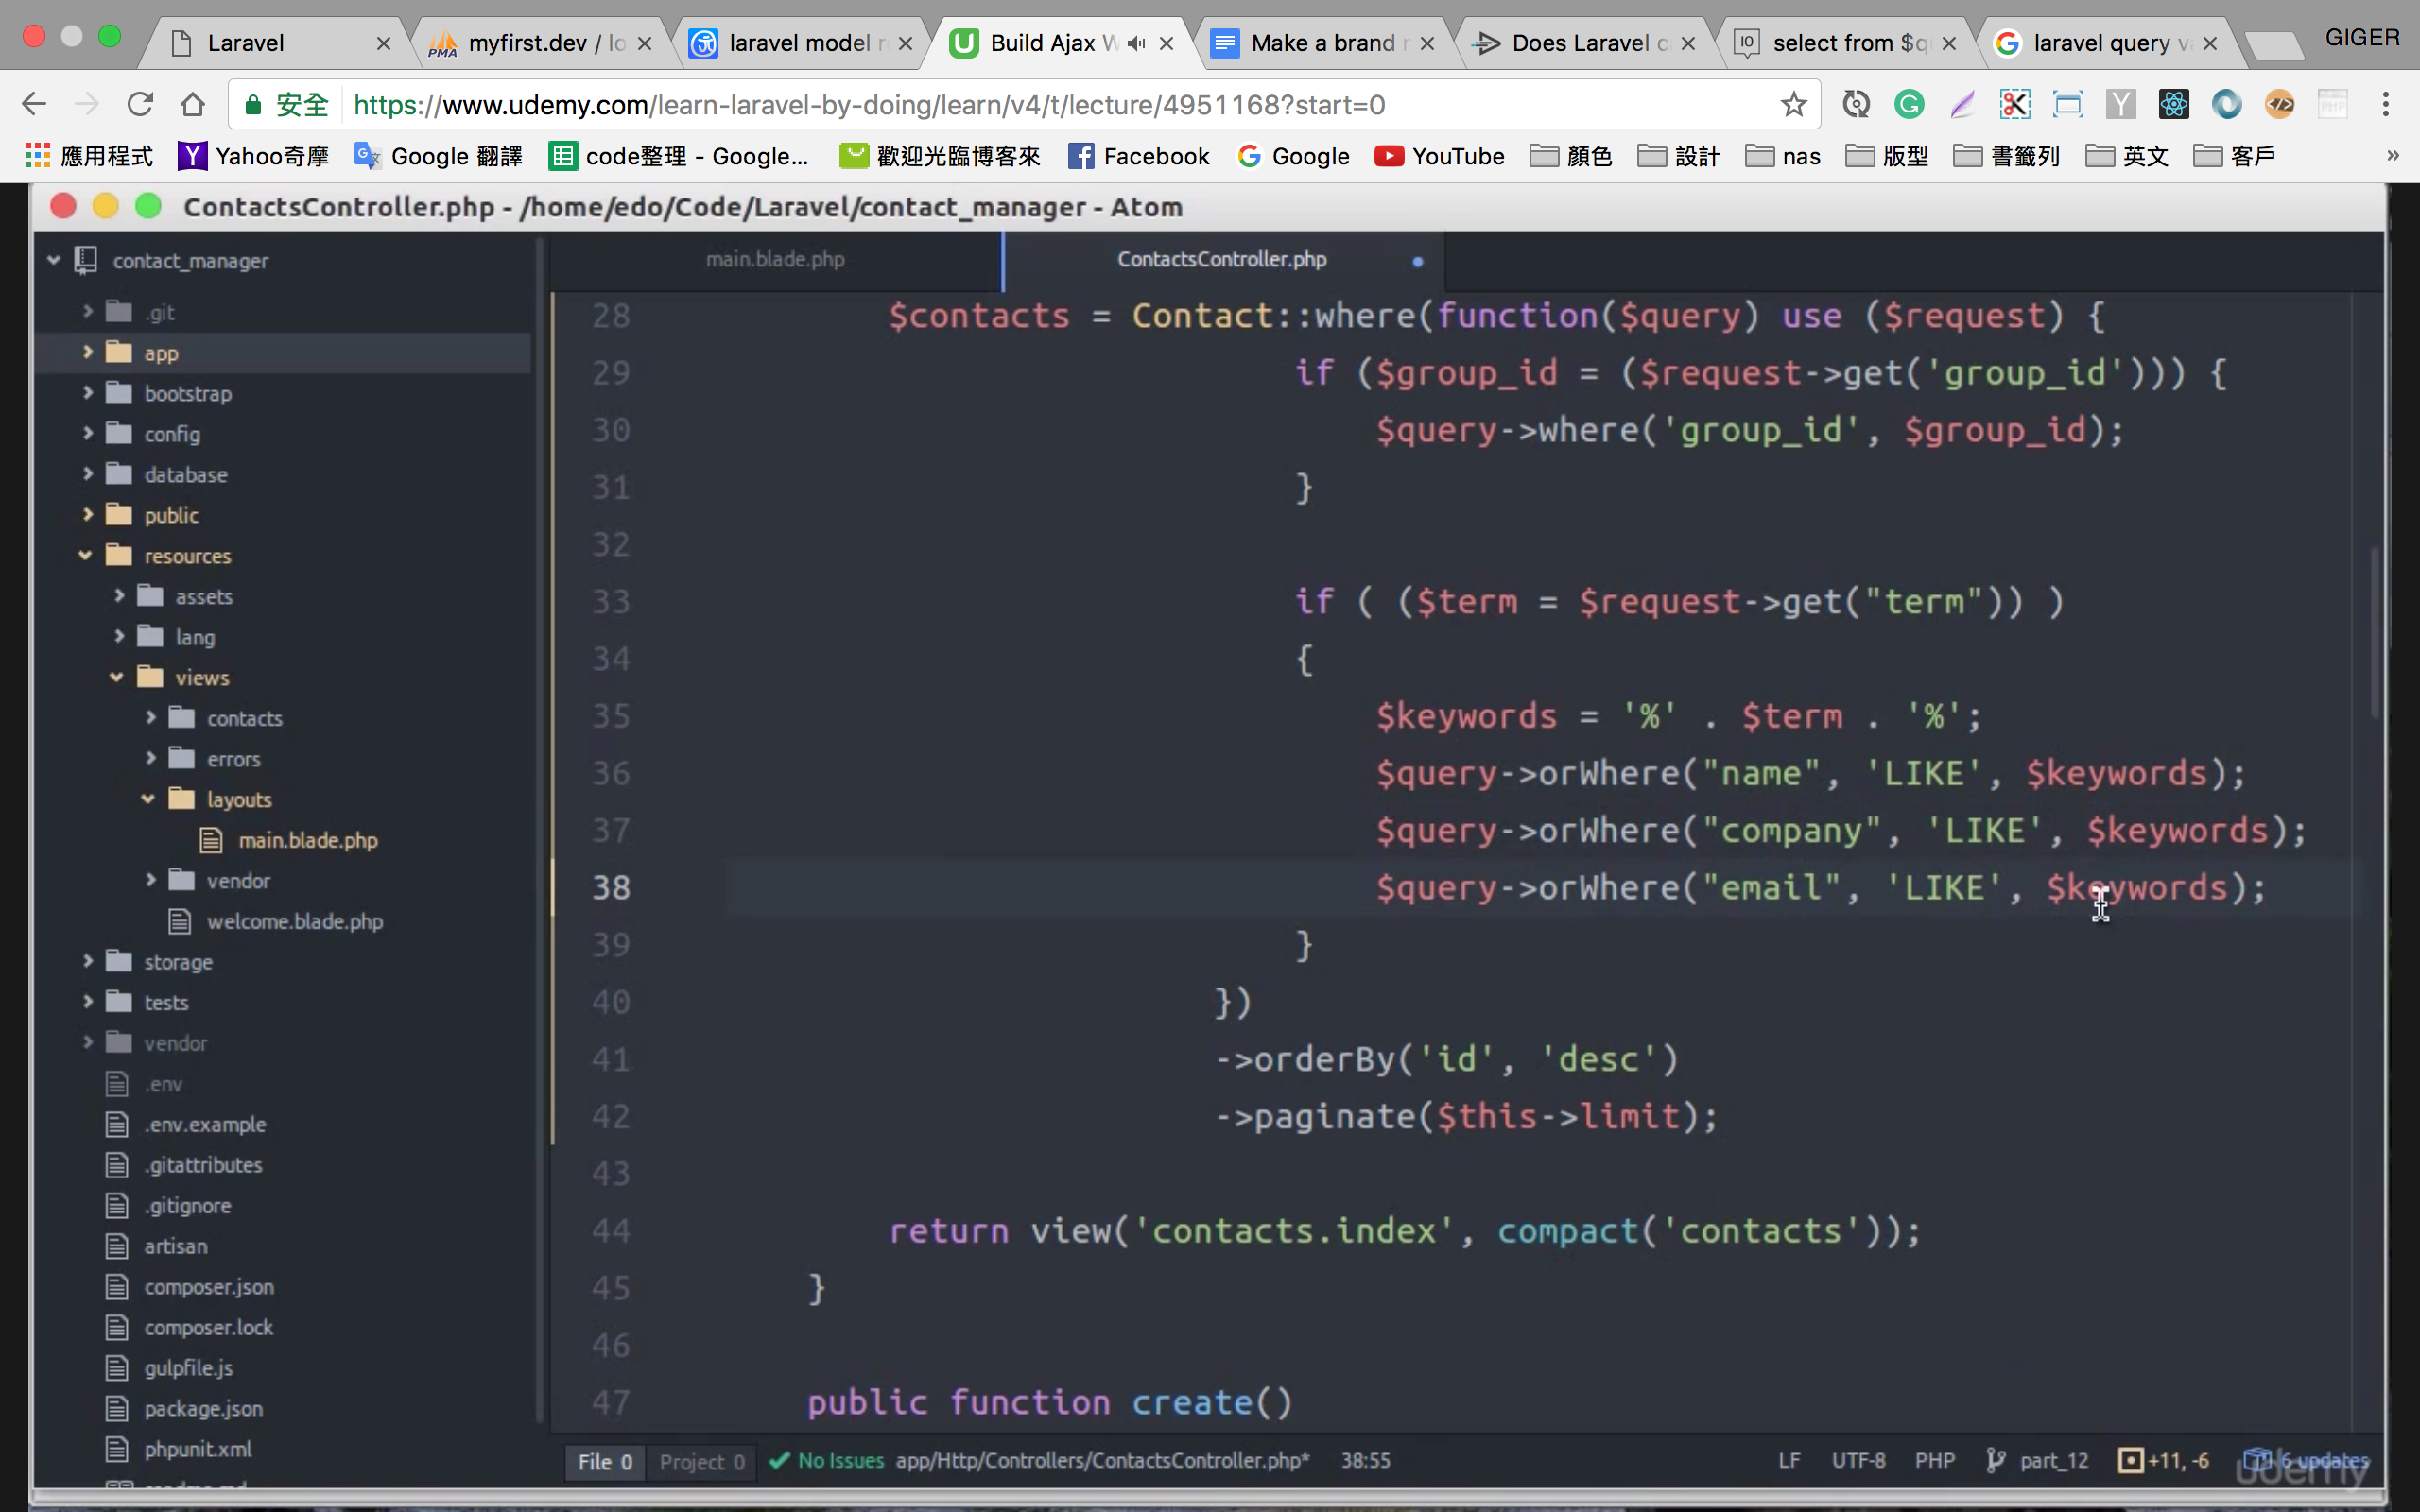 Laravel
myfirst.dev / lo
laravel model r
Build Ajax W
Make a brand
Does Laravel c
select from $q
laravel query v
GIGER
安全 https://www.udemy.com/learn-laravel-by-doing/learn/v4/t/lecture/4951168?start=0
應用程式 Yahoo奇摩 Google 翻譯 code整理 - Google... 歡迎光臨博客來 Facebook Google YouTube 顏色 設計 nas 版型 書籤列 英文 客戶 »
ContactsController.php - /home/edo/Code/Laravel/contact_manager - Atom
contact_manager
.git
app
bootstrap
config
database
public
resources
assets
lang
views
contacts
errors
layouts
main.blade.php
vendor
welcome.blade.php
storage
tests
vendor
.env
.env.example
.gitattributes
.gitignore
artisan
composer.json
composer.lock
gulpfile.js
package.json
phpunit.xml
main.blade.php
ContactsController.php
28 $contacts = Contact::where(function($query) use ($request) {
29 if ($group_id = ($request->get('group_id'))) {
30 $query->where('group_id', $group_id);
31 }
32
33 if ( ($term = $request->get("term")) )
34 {
35 $keywords = '%' . $term . '%';
36 $query->orWhere("name", 'LIKE', $keywords);
37 $query->orWhere("company", 'LIKE', $keywords);
38 $query->orWhere("email", 'LIKE', $keywords);
39 }
40 })
41 ->orderBy('id', 'desc')
42 ->paginate($this->limit);
43
44 return view('contacts.index', compact('contacts'));
45 }
46
47 public function create()
File 0 Project 0 No Issues app/Http/Controllers/ContactsController.php* 38:55 LF UTF-8 PHP part_12 +11, -6 6 updates
udemy